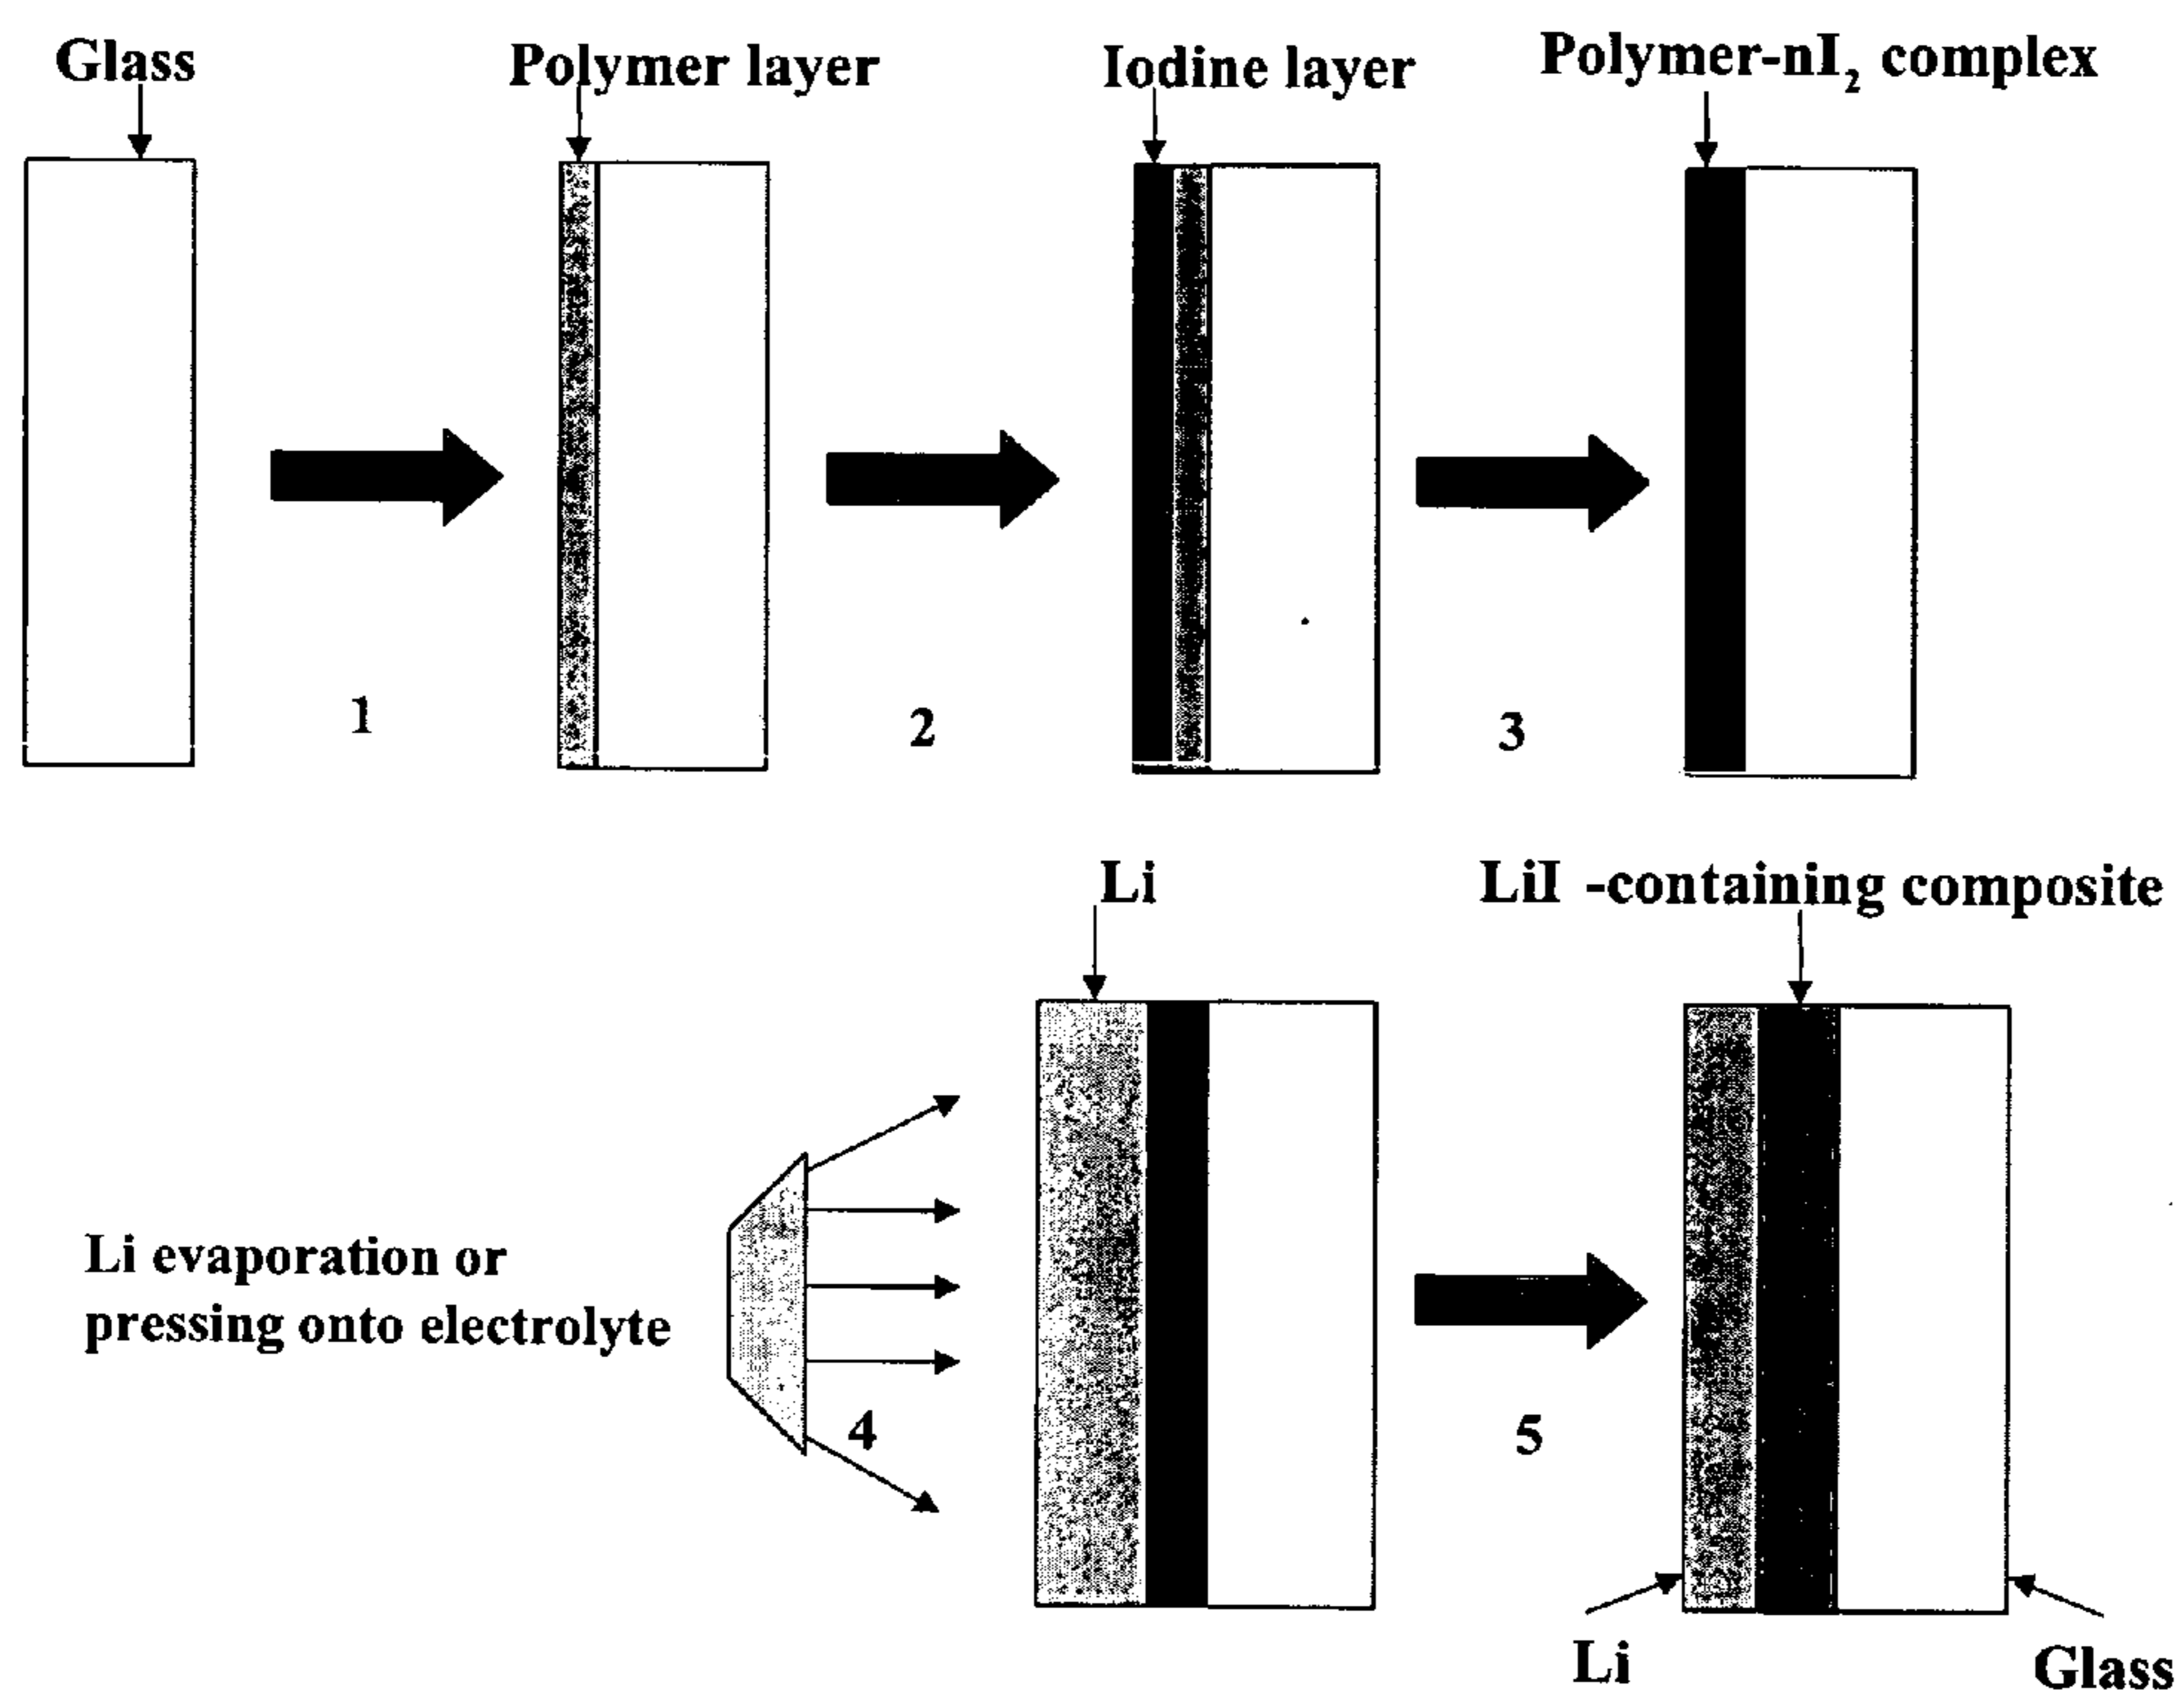 Glass
Polymer layer
Iodine layer
Polymer-nI₂ complex
1
2
3
Li
LiI -containing composite
Li evaporation or
pressing onto electrolyte
4
5
Li
Glass